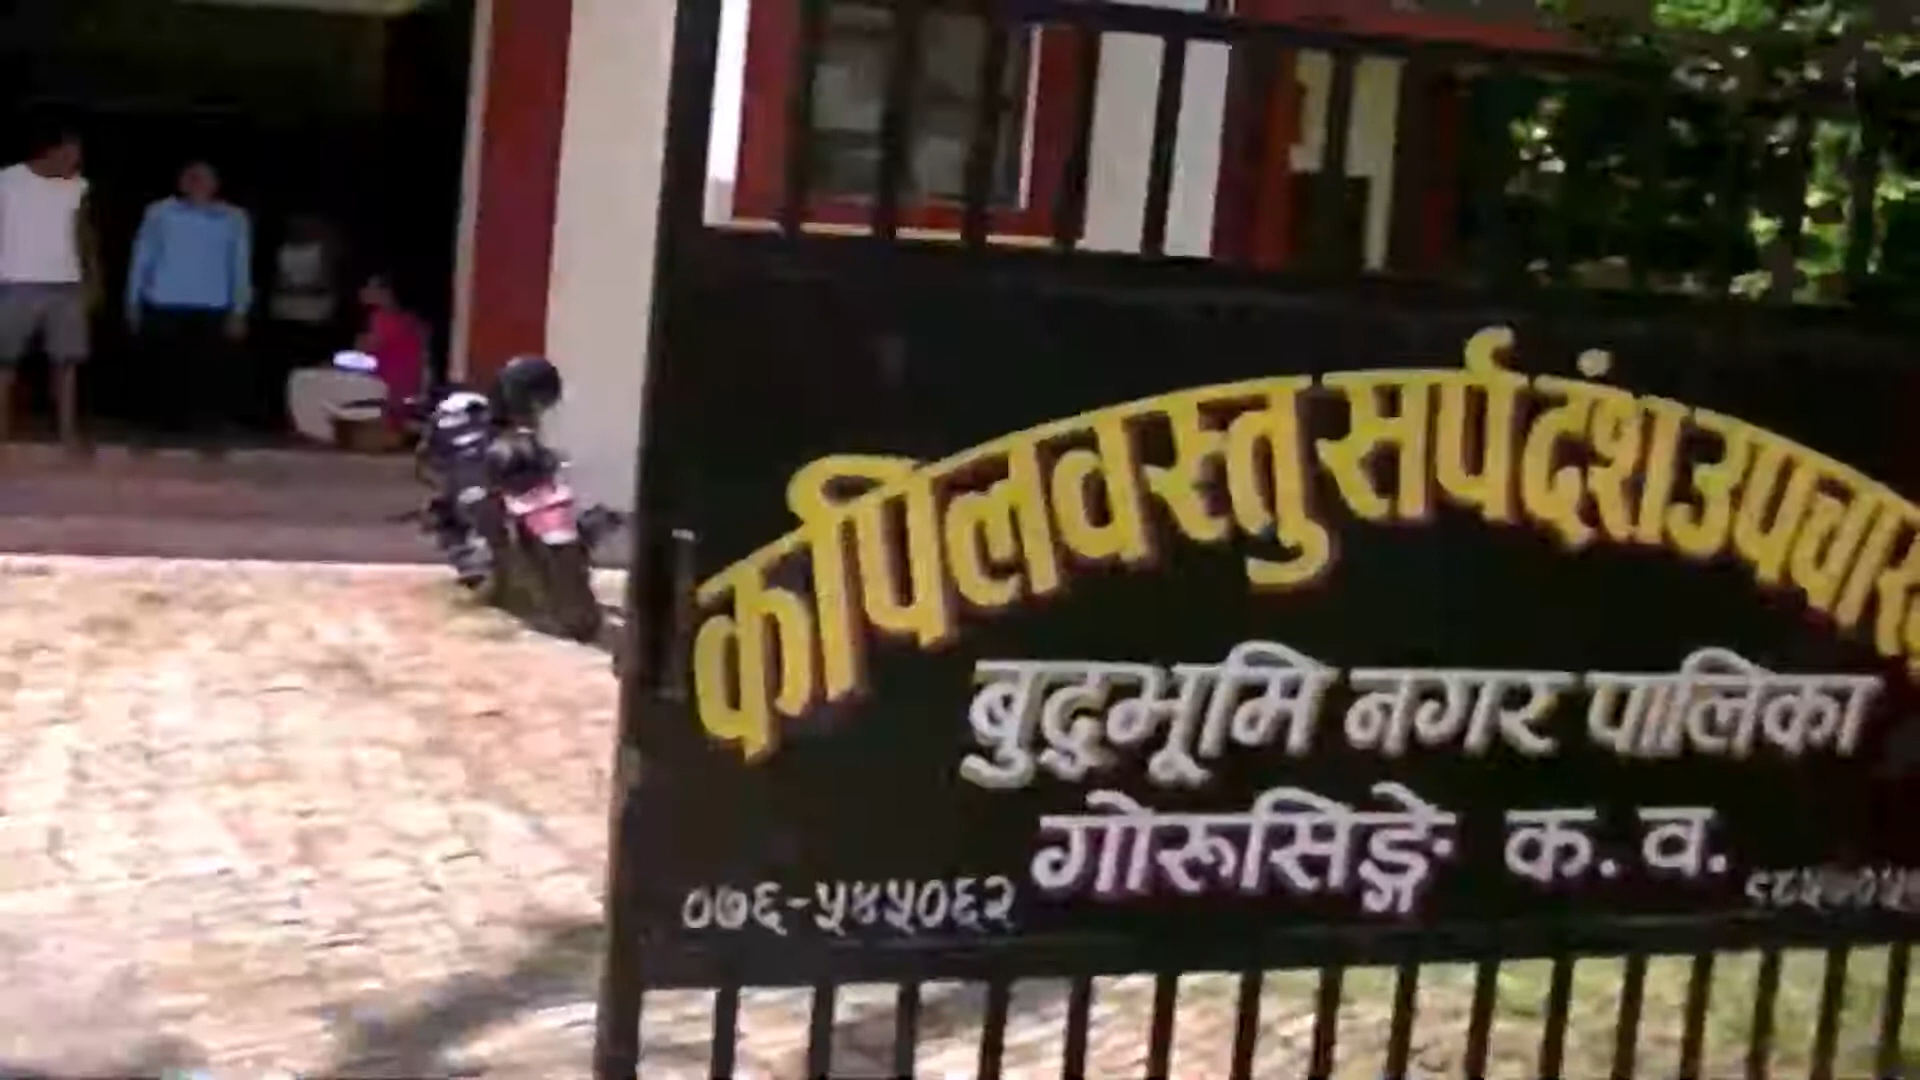 कपिलवस्तु सर्पदंश उपचार
बुद्धभूमि नगर पालिका
गोरूसिङ्गे क. व.
०७६-५४५०६२